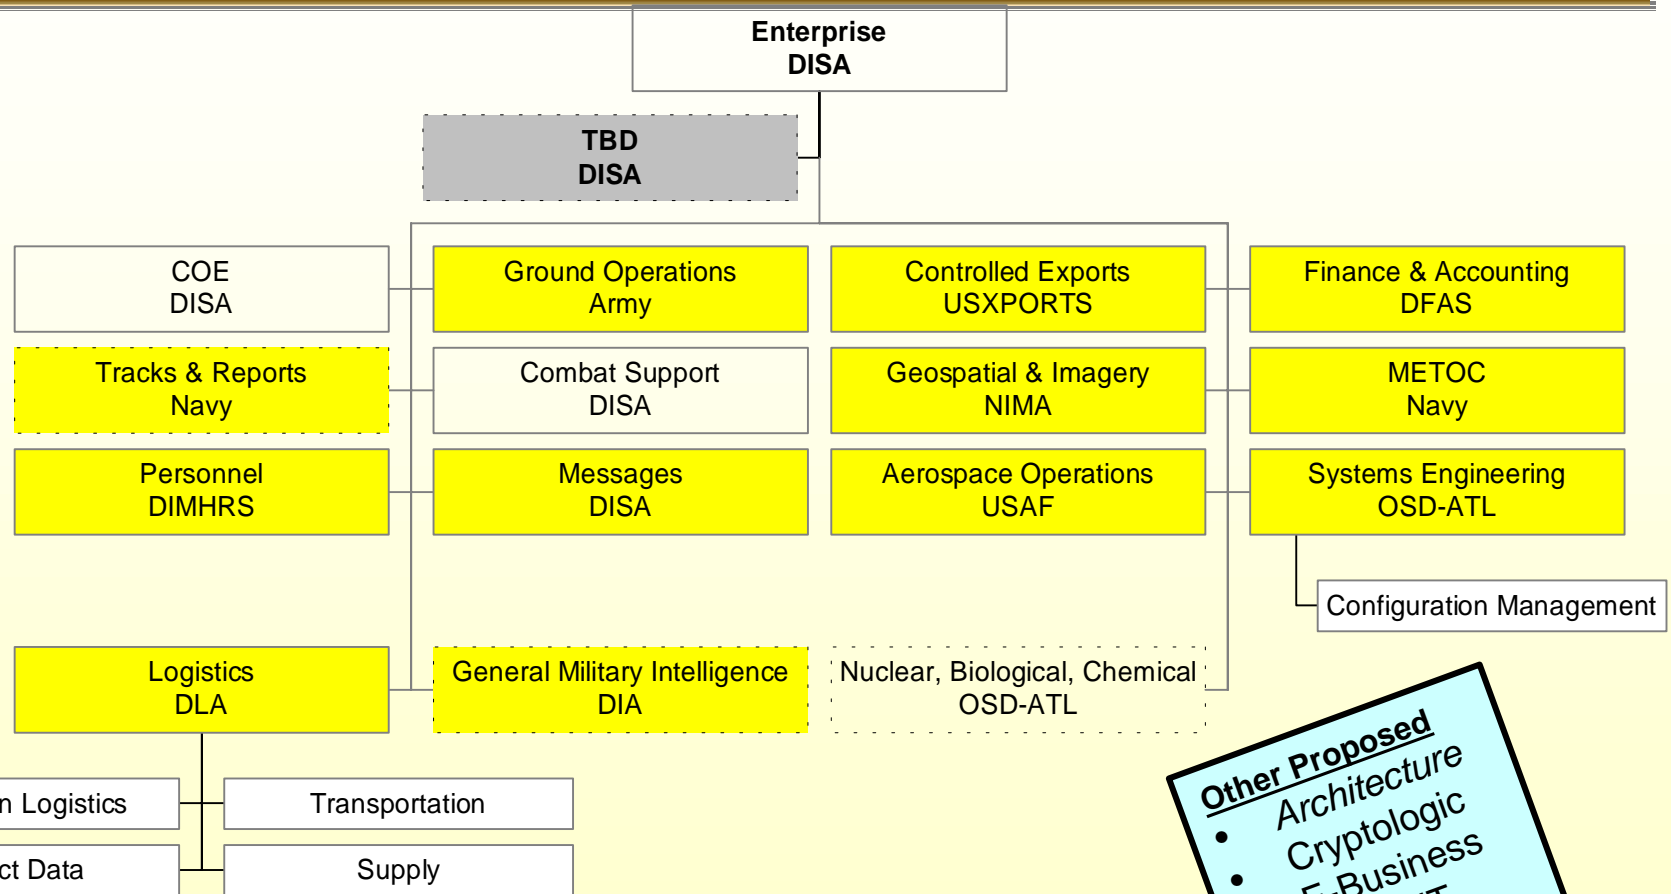 Enterprise
DISA
TBD
DISA
COE
DISA
Ground Operations
Army
Controlled Exports
USXPORTS
Finance & Accounting
DFAS
Tracks & Reports
Navy
Combat Support
DISA
Geospatial & Imagery
NIMA
METOC
Navy
Personnel
DIMHRS
Messages
DISA
Aerospace Operations
USAF
Systems Engineering
OSD-ATL
Configuration Management
Logistics
DLA
General Military Intelligence
DIA
Nuclear, Biological, Chemical
OSD-ATL
Logistics
Transportation
Data
Supply
Other Proposed
• Architecture
• Cryptologic
E-Business